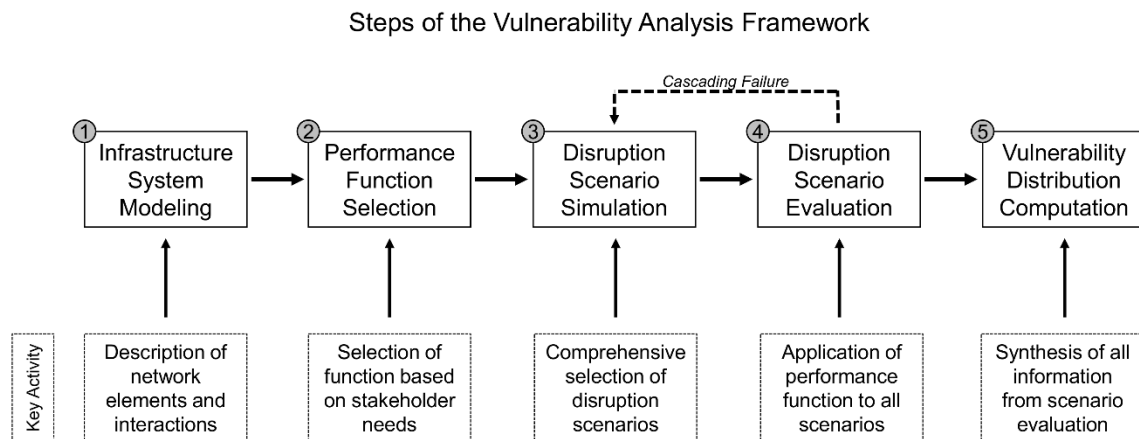 Steps of the Vulnerability Analysis Framework
Cascading Failure
1
Infrastructure
System
Modeling
2
Performance
Function
Selection
3
Disruption
Scenario
Simulation
4
Disruption
Scenario
Evaluation
5
Vulnerability
Distribution
Computation
Key Activity
Description of
network
elements and
interactions
Selection of
function based
on stakeholder
needs
Comprehensive
selection of
disruption
scenarios
Application of
performance
function to all
scenarios
Synthesis of all
information
from scenario
evaluation